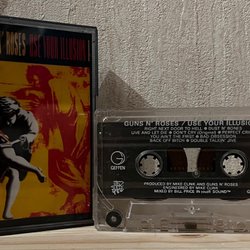 N' ROSES USE YOUR ILLUSION I
GUNS N' ROSES / USE YOUR ILLUSION
RIGHT NEXT DOOR TO HELL • DUST N' BONES
LIVE AND LET DIE • DON'T CRY (Original) • PERFECT C
YOU AIN'T THE FIRST • BAD OBSESSION
BACK OFF BITCH • DOUBLE TALKIN' JIVE
GEFFEN
PRODUCED BY MIKE CLINK AND GUNS N' ROSES
ENGINEERED BY MIKE CLINK
MIXED BY BILL PRICE